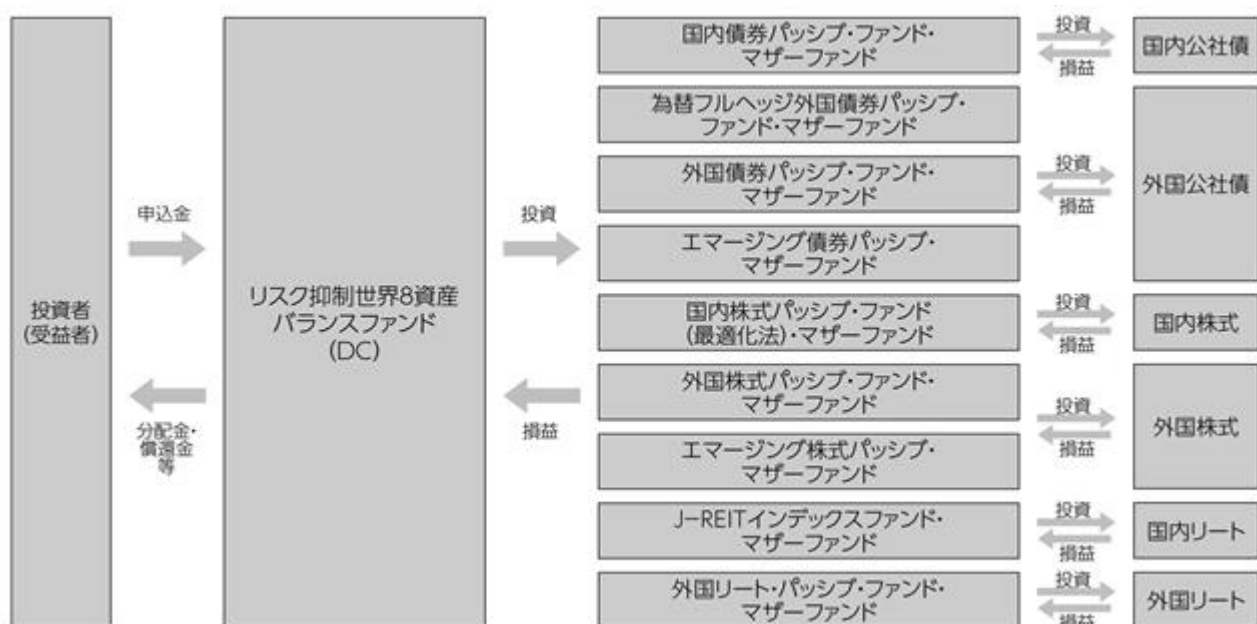 投資者
(受益者)
申込金
分配金・
償還金
等
リスク抑制世界8資産
バランスファンド
(DC)
投資
損益
国内債券パッシブ・ファンド・
マザーファンド
投資
損益
国内公社債
為替フルヘッジ外国債券パッシブ・
ファンド・マザーファンド
外国債券パッシブ・ファンド・
マザーファンド
エマージング債券パッシブ・
マザーファンド
投資
損益
外国公社債
国内株式パッシブ・ファンド
(最適化法)・マザーファンド
投資
損益
国内株式
外国株式パッシブ・ファンド・
マザーファンド
エマージング株式パッシブ・
マザーファンド
投資
損益
外国株式
J-REITインデックスファンド・
マザーファンド
投資
損益
国内リート
外国リート・パッシブ・ファンド・
マザーファンド
投資
損益
外国リート